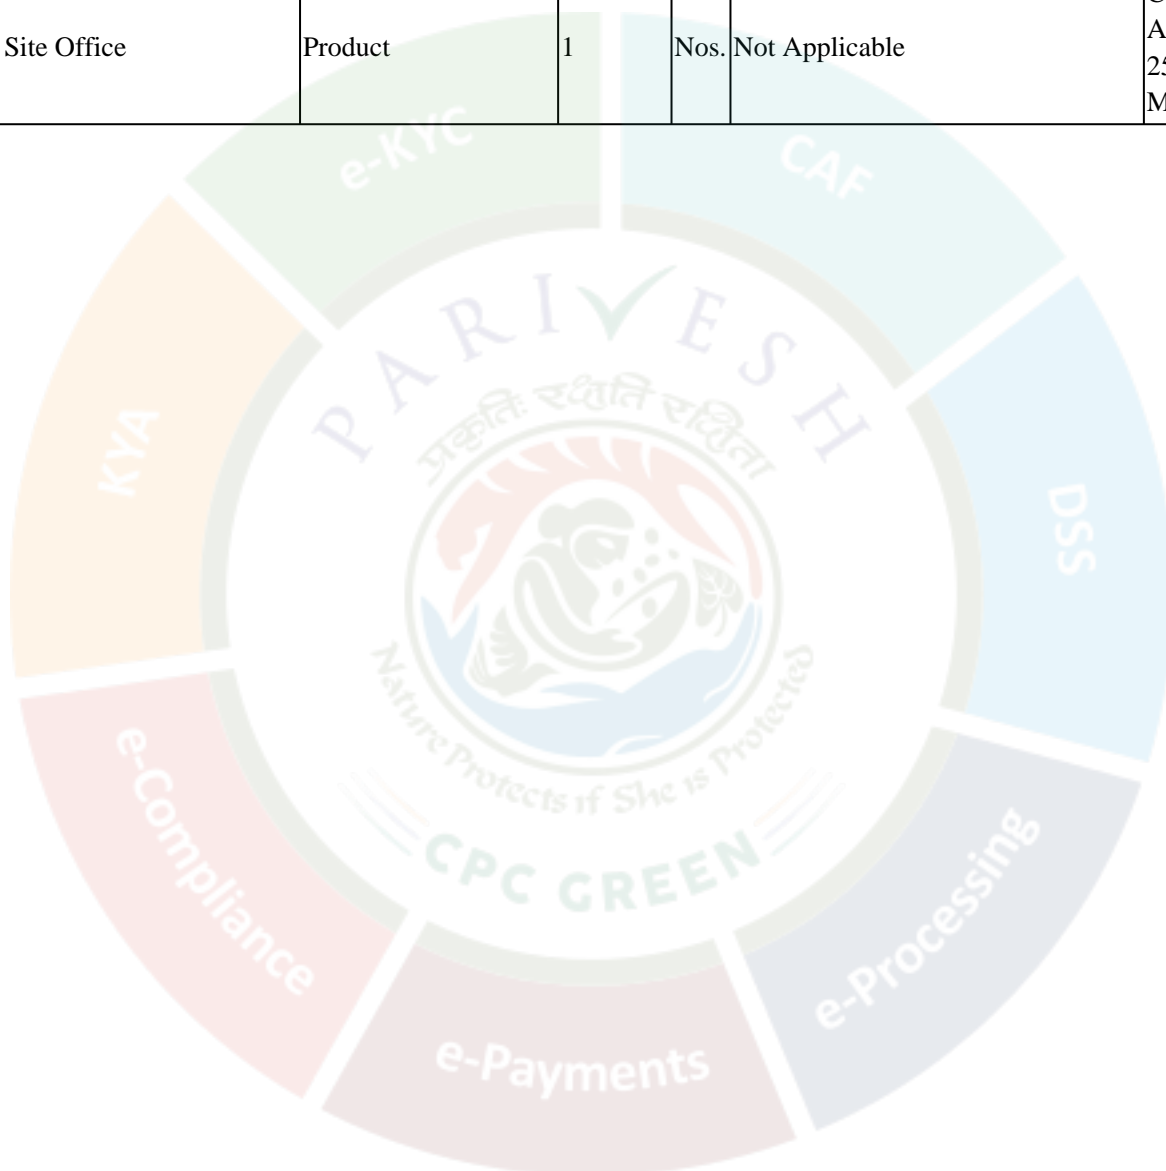 Site Office Product 1 Nos. Not Applicable
e-KYC
CAF
PARIVESH
प्रकृतिः रक्षति रक्षिता
KYA
DSS
Nature Protects if She is Protected
CPC GREEN
e-Compliance
e-Processing
e-Payments